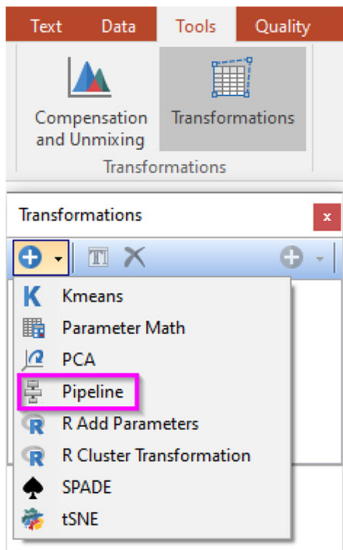 Text Data Tools Quality
Compensation and Unmixing
Transformations
Transformations
Transformations
Kmeans
Parameter Math
PCA
Pipeline
R Add Parameters
R Cluster Transformation
SPADE
tSNE